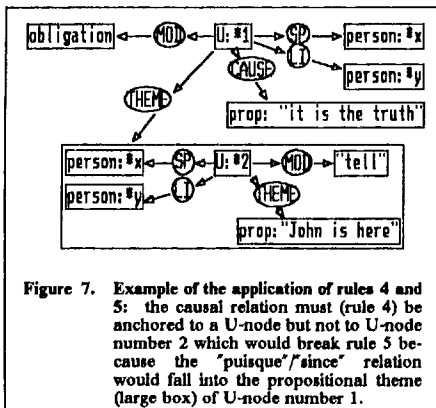 obligation MOD U: *1 SP person: *x
LI
CAUSE person: *y
THEME
prop: "it is the truth"
person: *x SP U: *2 MOD "tell"
person: *y LI
THEME
prop: "John is here"
Figure 7. Example of the application of rules 4 and
5: the causal relation must (rule 4) be
anchored to a U-node but not to U-node
number 2 which would break rule 5 be-
cause the "puisque"/"since" relation
would fall into the propositional theme
(large box) of U-node number 1.